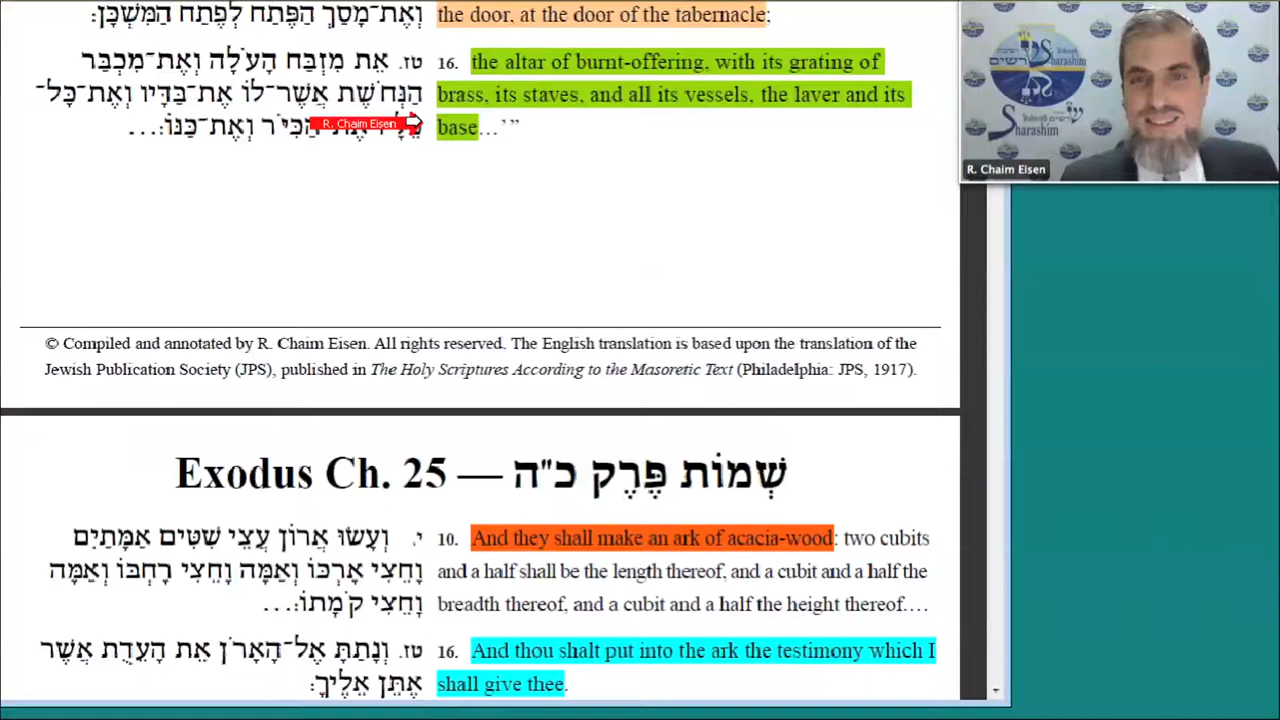 וְאֶת־מָסַךְ הַפֶּתַח לְפֶתַח הַמִּשְׁכָּן׃
the door, at the door of the tabernacle;
טז. אֵת מִזְבַּח הָעֹלָה וְאֶת־מִכְבַּר
הַנְּחֹשֶׁת אֲשֶׁר־לוֹ אֶת־בַּדָּיו וְאֶת־כָּל־
הַכִּיֹּר וְאֶת־כַּנּוֹ׃...
16. the altar of burnt-offering, with its grating of
brass, its staves, and all its vessels, the laver and its
base...’”
R. Chaim Eisen
Yeshivath
Sharashim
ישיבת
שרשים
Yeshivath שרשים
Sharashim
R. Chaim Eisen
© Compiled and annotated by R. Chaim Eisen. All rights reserved. The English translation is based upon the translation of the
Jewish Publication Society (JPS), published in The Holy Scriptures According to the Masoretic Text (Philadelphia: JPS, 1917).
Exodus Ch. 25 — שְׁמוֹת פֶּרֶק כ"ה
י. וְעָשׂוּ אֲרוֹן עֲצֵי שִׁטִּים אַמָּתַיִם
וָחֵצִי אָרְכּוֹ וְאַמָּה וָחֵצִי רָחְבּוֹ וְאַמָּה
וָחֵצִי קֹמָתוֹ׃...
10. And they shall make an ark of acacia-wood: two cubits
and a half shall be the length thereof, and a cubit and a half the
breadth thereof, and a cubit and a half the height thereof....
טז. וְנָתַתָּ אֶל־הָאָרֹן אֵת הָעֵדֻת אֲשֶׁר
אֶתֵּן אֵלֶיךָ׃
16. And thou shalt put into the ark the testimony which I
shall give thee.